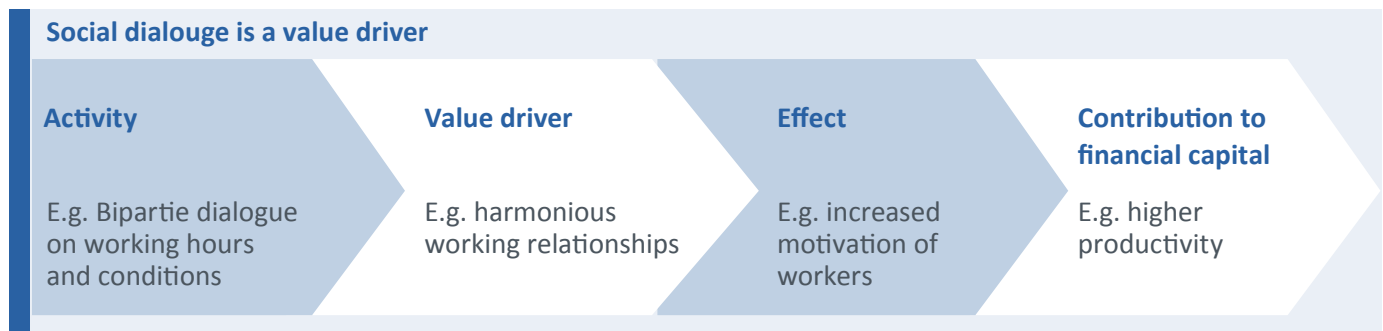 Social dialouge is a value driver
Activity
E.g. Bipartie dialogue
on working hours
and conditions
Value driver
E.g. harmonious
working relationships
Effect
E.g. increased
motivation of
workers
Contribution to
financial capital
E.g. higher
productivity